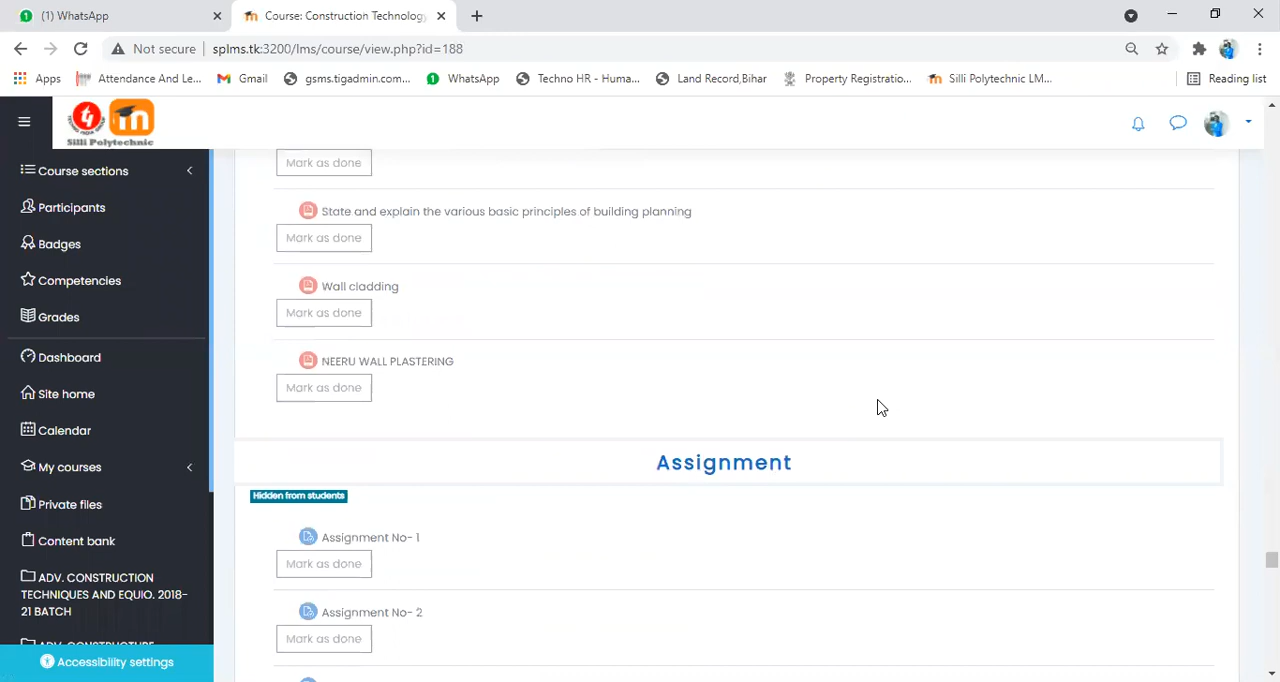 (1) WhatsApp
Course: Construction Technology
Not secure
splms.tk:3200/lms/course/view.php?id=188
Apps
Attendance And Le...
Gmail
gsms.tigadmin.com...
WhatsApp
Techno HR - Huma...
Land Record,Bihar
Property Registratio...
Silli Polytechnic LM...
Reading list
Silli Polytechnic
Course sections
Participants
Badges
Competencies
Grades
Dashboard
Site home
Calendar
My courses
Private files
Content bank
ADV. CONSTRUCTION
TECHNIQUES AND EQUIO. 2018-
21 BATCH
Accessibility settings
Mark as done
State and explain the various basic principles of building planning
Mark as done
Wall cladding
Mark as done
NEERU WALL PLASTERING
Mark as done
Assignment
Hidden from students
Assignment No- 1
Mark as done
Assignment No- 2
Mark as done